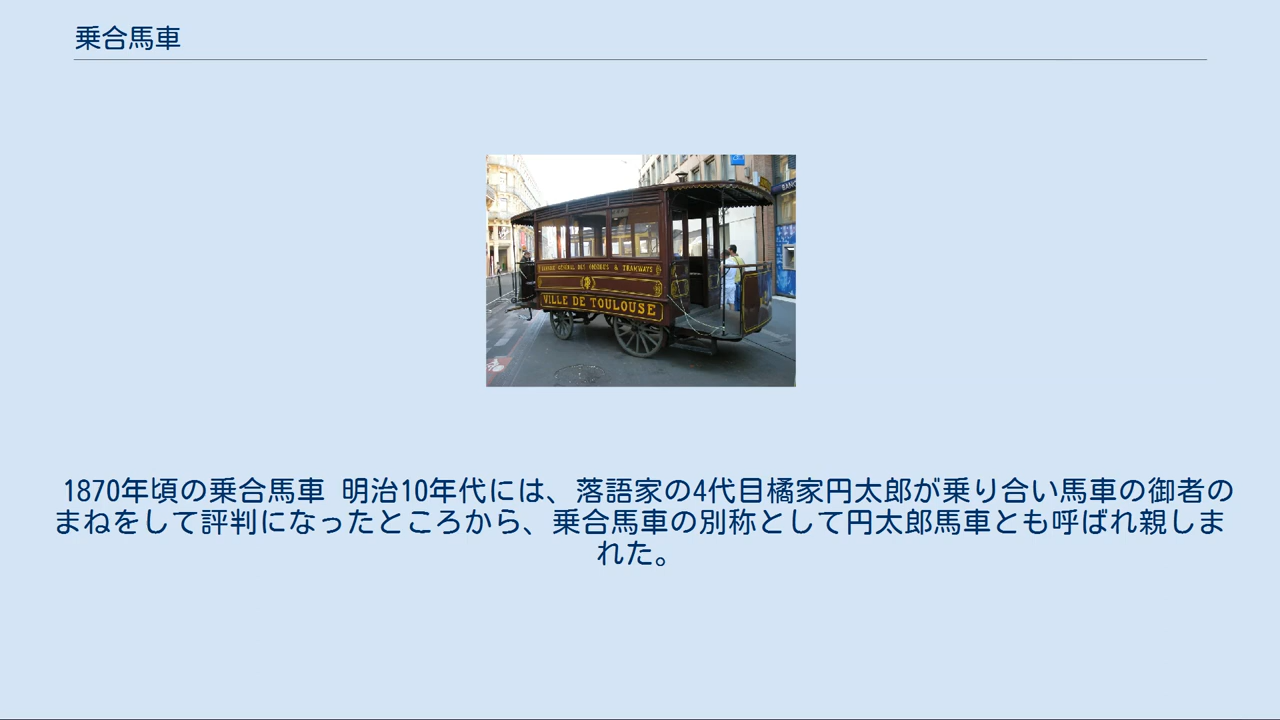 乗合馬車
VILLE DE TOULOUSE
1870年頃の乗合馬車 明治10年代には、落語家の4代目橘家円太郎が乗り合い馬車の御者の
まねをして評判になったところから、乗合馬車の別称として円太郎馬車とも呼ばれ親しま
れた。